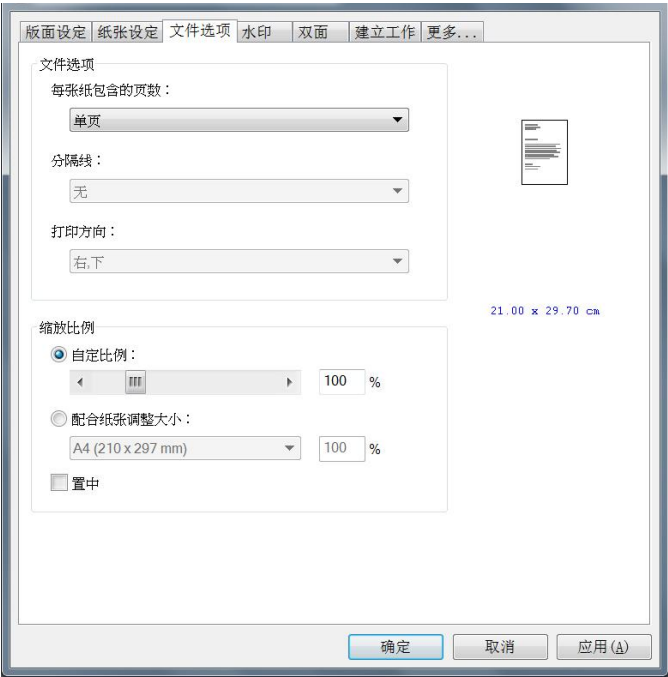 版面设定 纸张设定 文件选项 水印 双面 建立工作 更多...
文件选项
每张纸包含的页数：
单页
分隔线：
无
打印方向：
右,下
21.00 x 29.70 cm
缩放比例
自定比例：
100 %
配合纸张调整大小：
A4 (210 x 297 mm) 100 %
置中
确定 取消 应用(A)